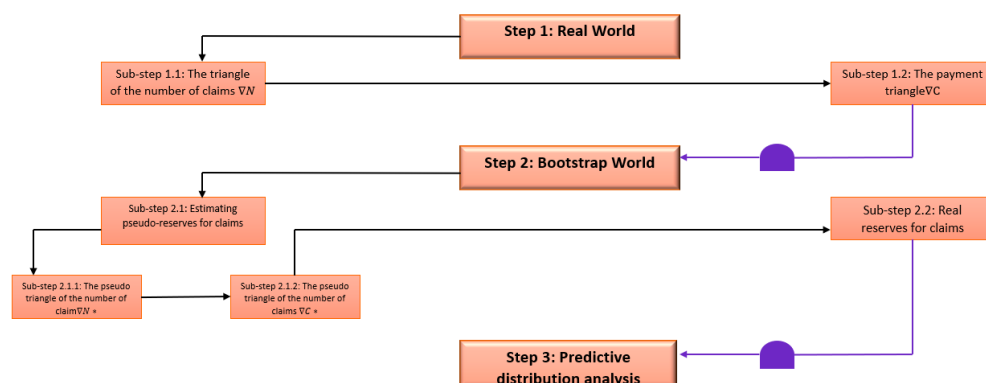 Step 1: Real World
Sub-step 1.1: The triangle
of the number of claims ∇N
Sub-step 1.2: The payment
triangle∇C
Step 2: Bootstrap World
Sub-step 2.1: Estimating
pseudo-reserves for claims
Sub-step 2.2: Real
reserves for claims
Sub-step 2.1.1: The pseudo
triangle of the number of
claim∇N *
Sub-step 2.1.2: The pseudo
triangle of the number of
claims ∇C *
Step 3: Predictive
distribution analysis